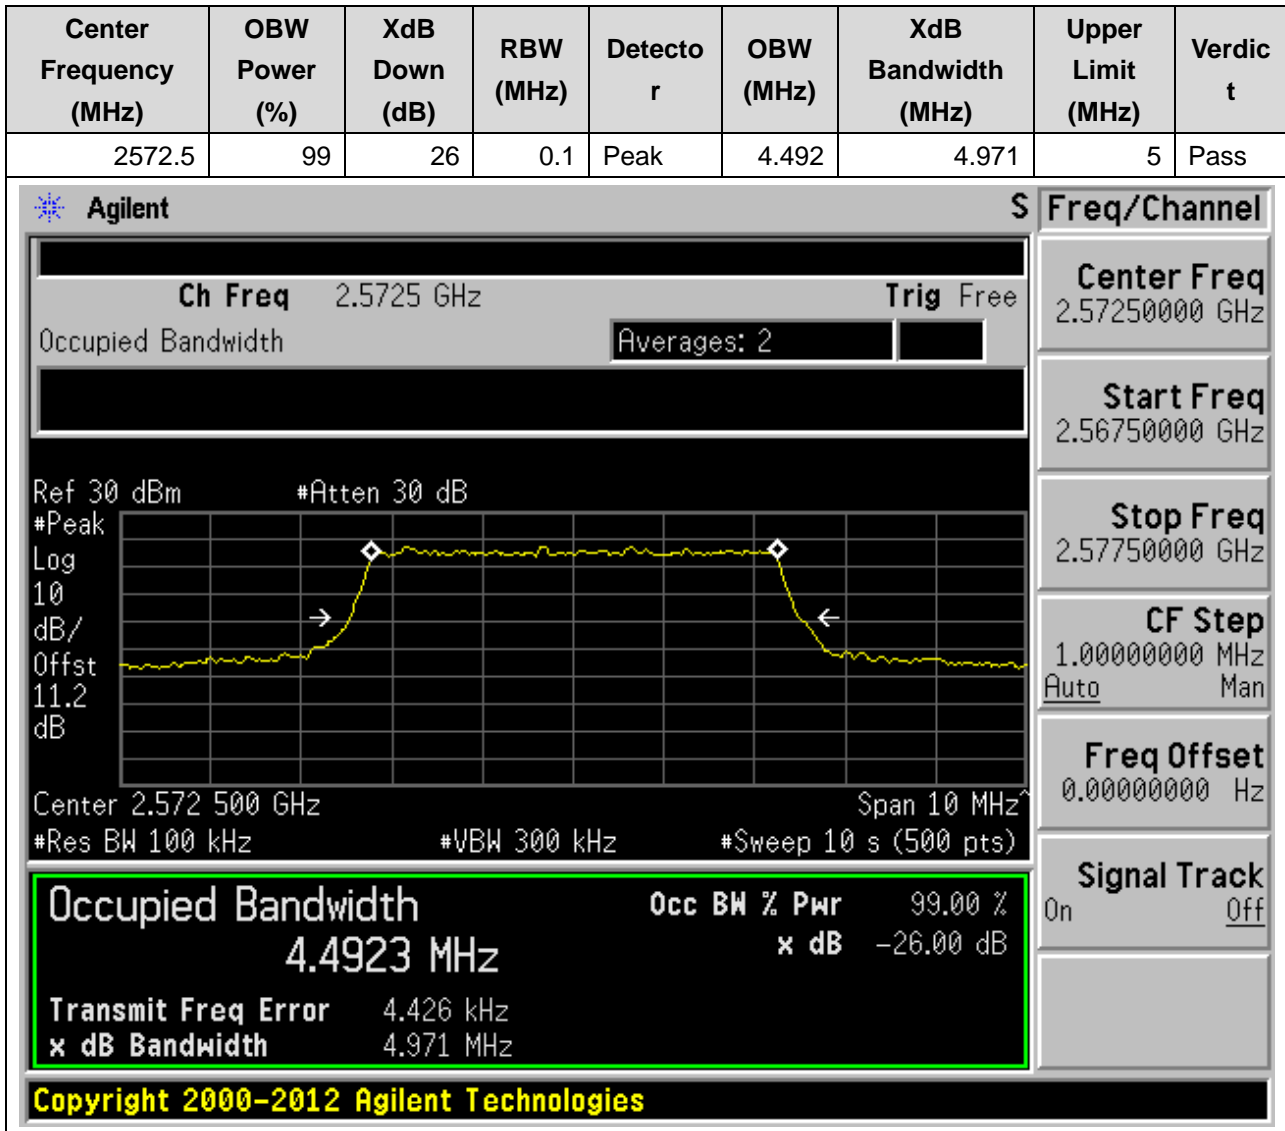 Center Frequency (MHz) OBW Power (%) XdB Down (dB) RBW (MHz) Detecto r OBW (MHz) XdB Bandwidth (MHz) Upper Limit (MHz) Verdic t
2572.5 99 26 0.1 Peak 4.492 4.971 5 Pass
Agilent S Freq/Channel
Ch Freq 2.5725 GHz Trig Free
Occupied Bandwidth Averages: 2
Center Freq
2.57250000 GHz
Start Freq
2.56750000 GHz
Stop Freq
2.57750000 GHz
CF Step
1.00000000 MHz
Auto Man
Freq Offset
0.00000000 Hz
Signal Track
On Off
Ref 30 dBm #Atten 30 dB
#Peak
Log
10
dB/
Offst
11.2
dB
Center 2.572 500 GHz Span 10 MHz^
#Res BW 100 kHz #VBW 300 kHz #Sweep 10 s (500 pts)
Occupied Bandwidth Occ BW % Pwr 99.00 %
4.4923 MHz x dB -26.00 dB
Transmit Freq Error 4.426 kHz
x dB Bandwidth 4.971 MHz
Copyright 2000-2012 Agilent Technologies